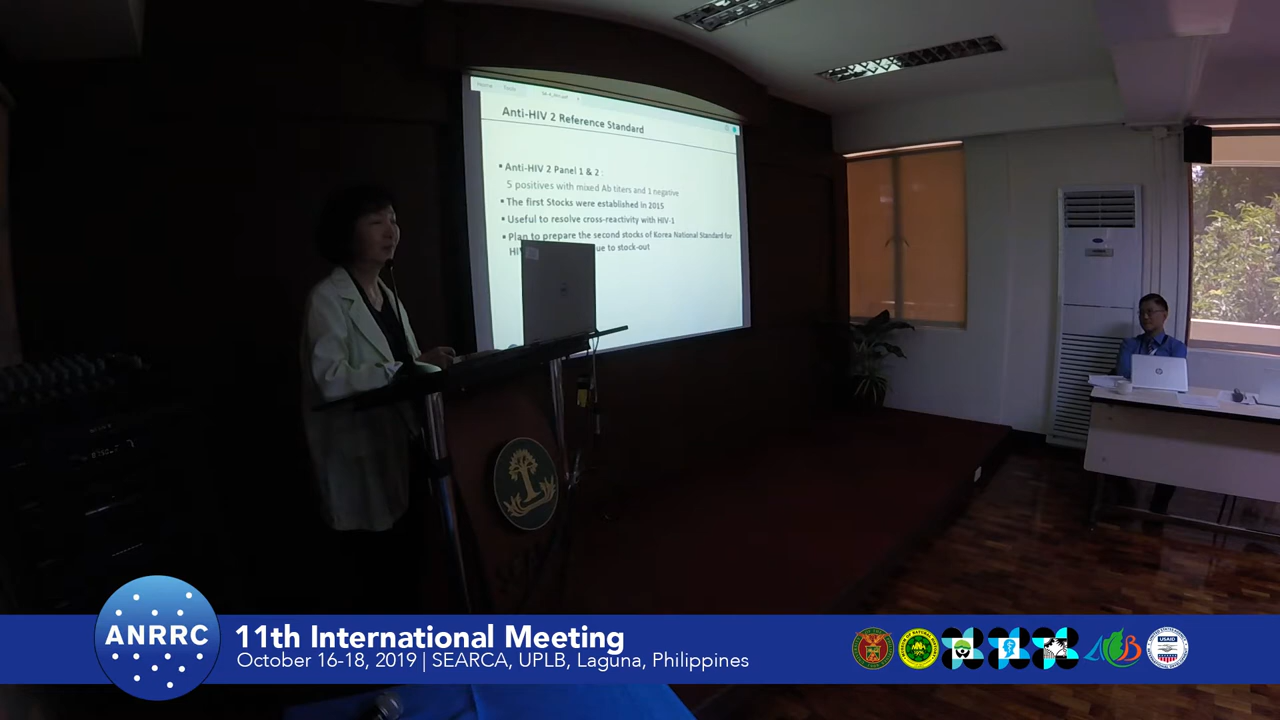 Anti-HIV 2 Reference Standard
▪ Anti-HIV 2 Panel 1 & 2 :
5 positives with mixed Ab titers and 1 negative
▪ The first Stocks were established in 2015
▪ Useful to resolve cross-reactivity with HIV-1
▪ Plan to prepare the second stocks of Korea National Standard for
HIV ue to stock-out
ANRRC
11th International Meeting
October 16-18, 2019 | SEARCA, UPLB, Laguna, Philippines
USAID